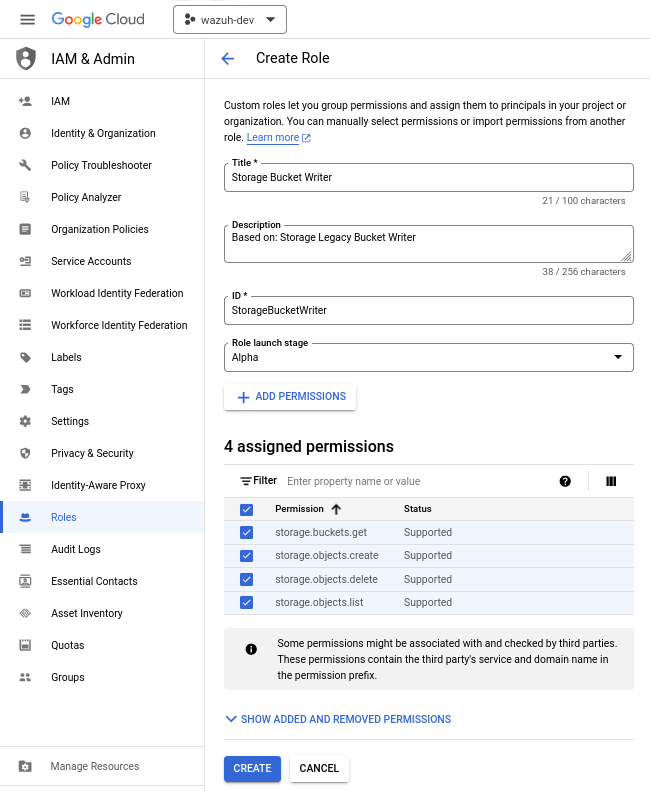 Google Cloud
wazuh-dev
IAM & Admin
Create Role
IAM
Identity & Organization
Policy Troubleshooter
Policy Analyzer
Organization Policies
Service Accounts
Workload Identity Federation
Workforce Identity Federation
Labels
Tags
Settings
Privacy & Security
Identity-Aware Proxy
Roles
Audit Logs
Essential Contacts
Asset Inventory
Quotas
Groups
Manage Resources
Custom roles let you group permissions and assign them to principals in your project or
organization. You can manually select permissions or import permissions from another
role. Learn more
Title *
Storage Bucket Writer
21 / 100 characters
Description
Based on: Storage Legacy Bucket Writer
38 / 256 characters
ID *
StorageBucketWriter
Role launch stage
Alpha
ADD PERMISSIONS
4 assigned permissions
Filter Enter property name or value
Permission Status
storage.buckets.get Supported
storage.objects.create Supported
storage.objects.delete Supported
storage.objects.list Supported
Some permissions might be associated with and checked by third parties.
These permissions contain the third party's service and domain name in
the permission prefix.
SHOW ADDED AND REMOVED PERMISSIONS
CREATE CANCEL